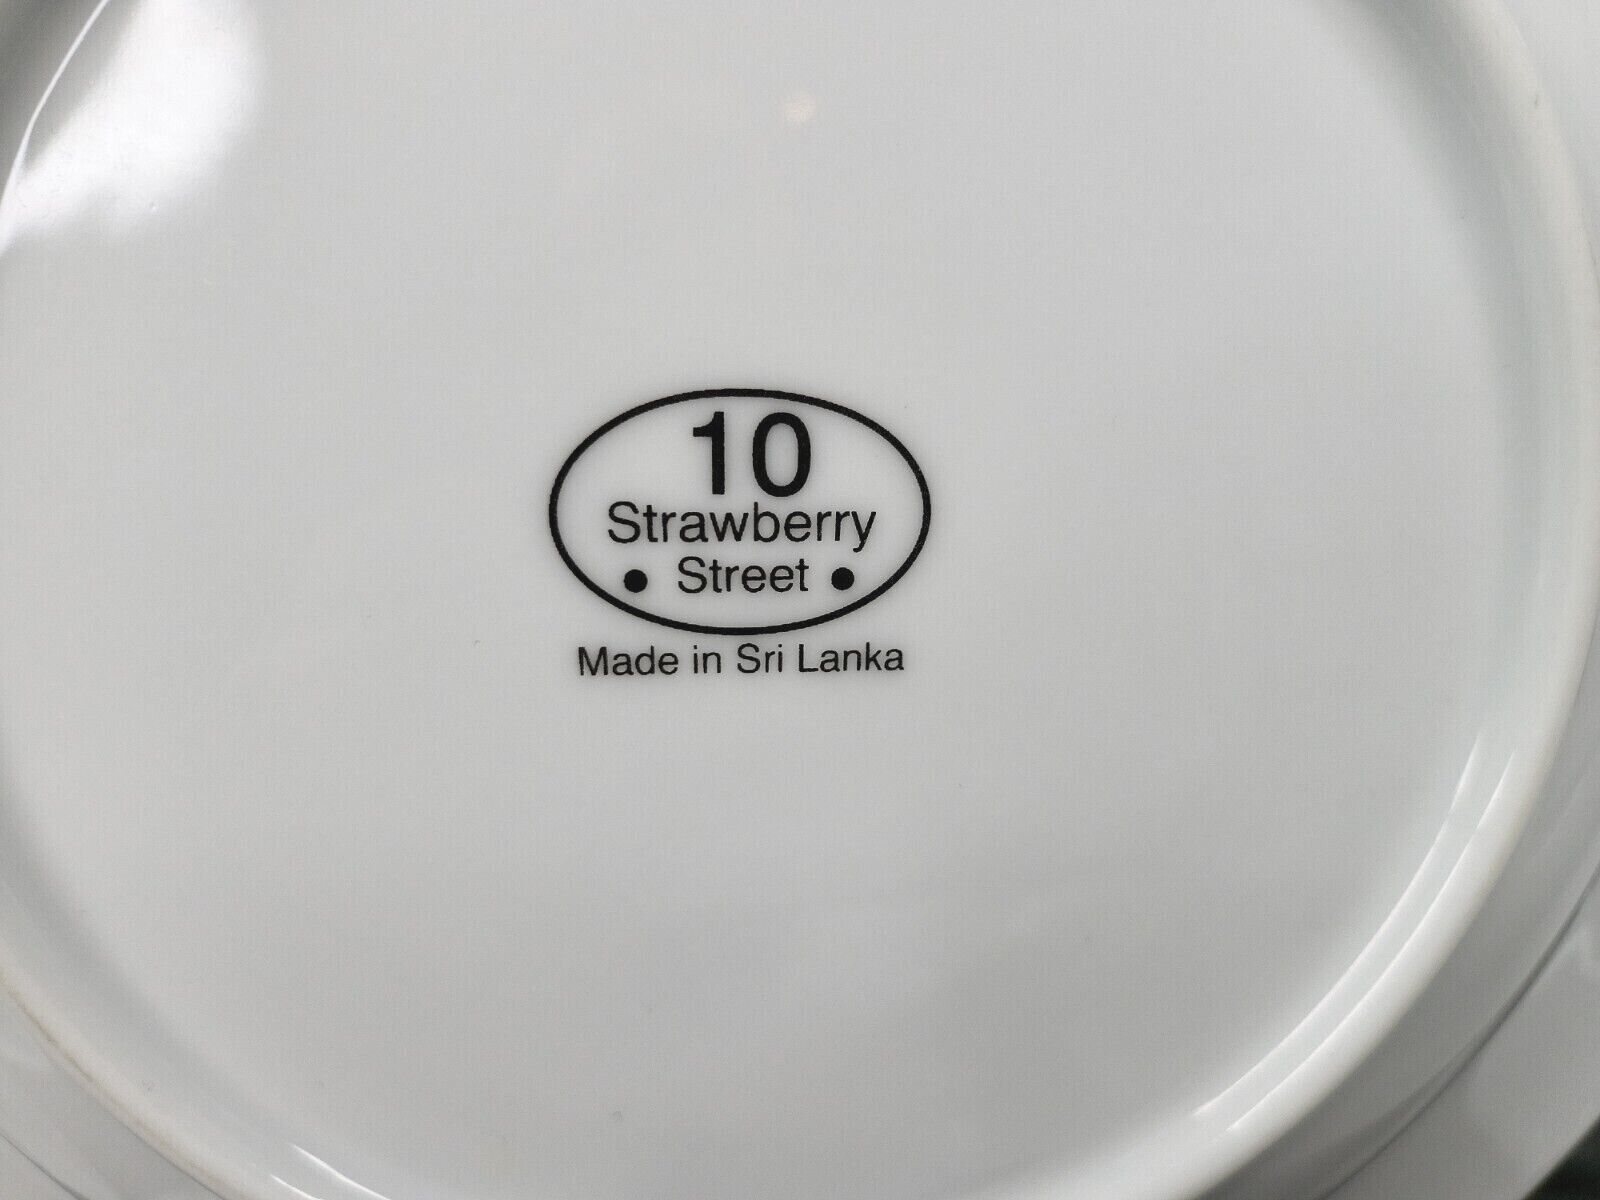 10
Strawberry
• Street •
Made in Sri Lanka